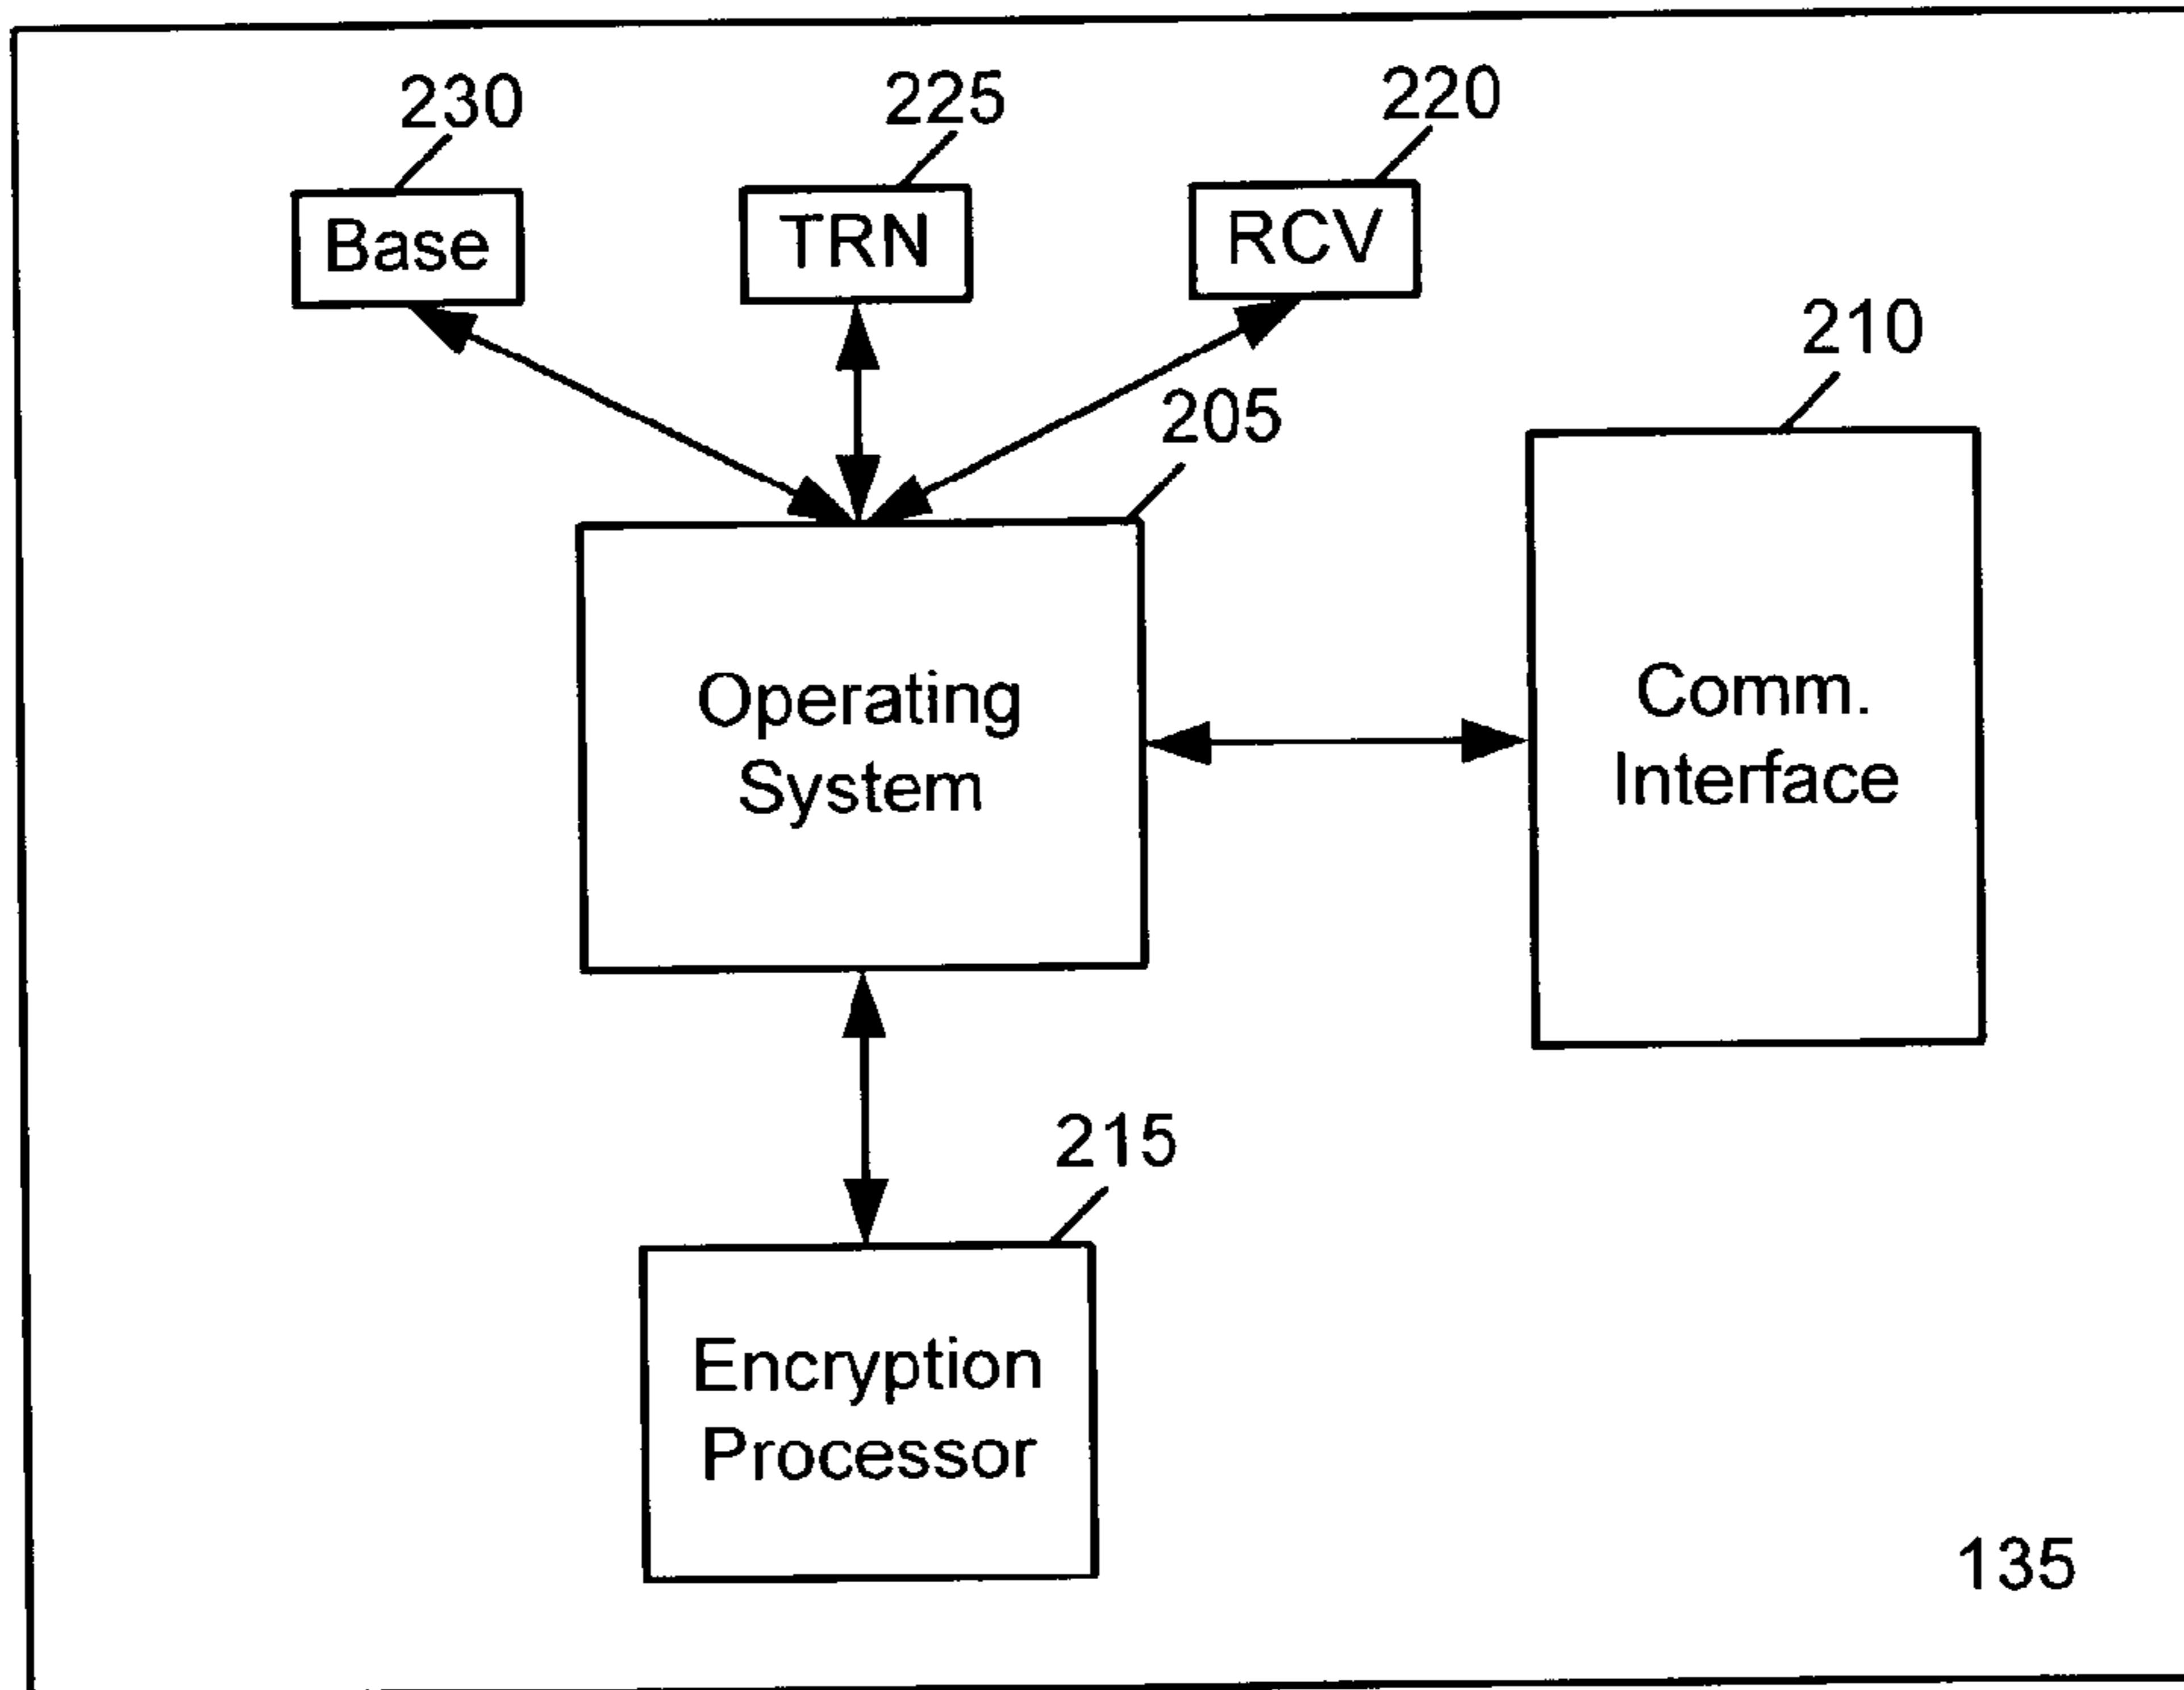 230
225
220
Base
TRN
RCV
210
205
Operating
System
Comm.
Interface
215
Encryption
Processor
135